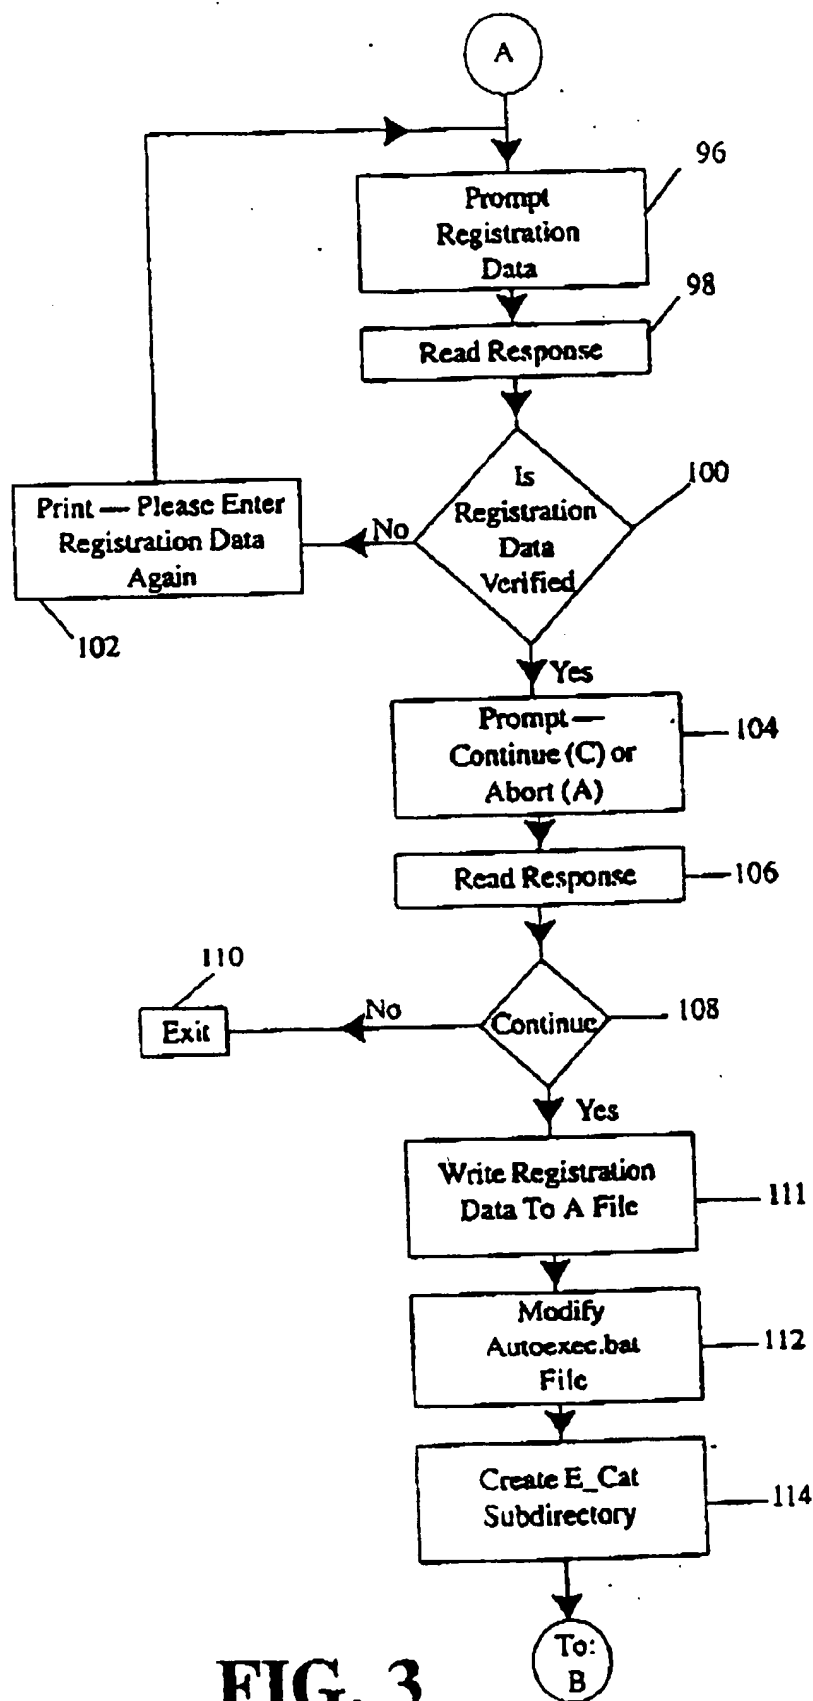 A
96
Prompt
Registration
Data
98
Read Response
100
Is
Registration
Data
Verified
No
Print — Please Enter
Registration Data
Again
102
Yes
104
Prompt —
Continue (C) or
Abort (A)
Read Response
106
110
No
Exit
Continue
108
Yes
Write Registration
Data To A File
111
Modify
Autoexec.bat
File
112
Create E_Cat
Subdirectory
114
To:
B
FIG. 3